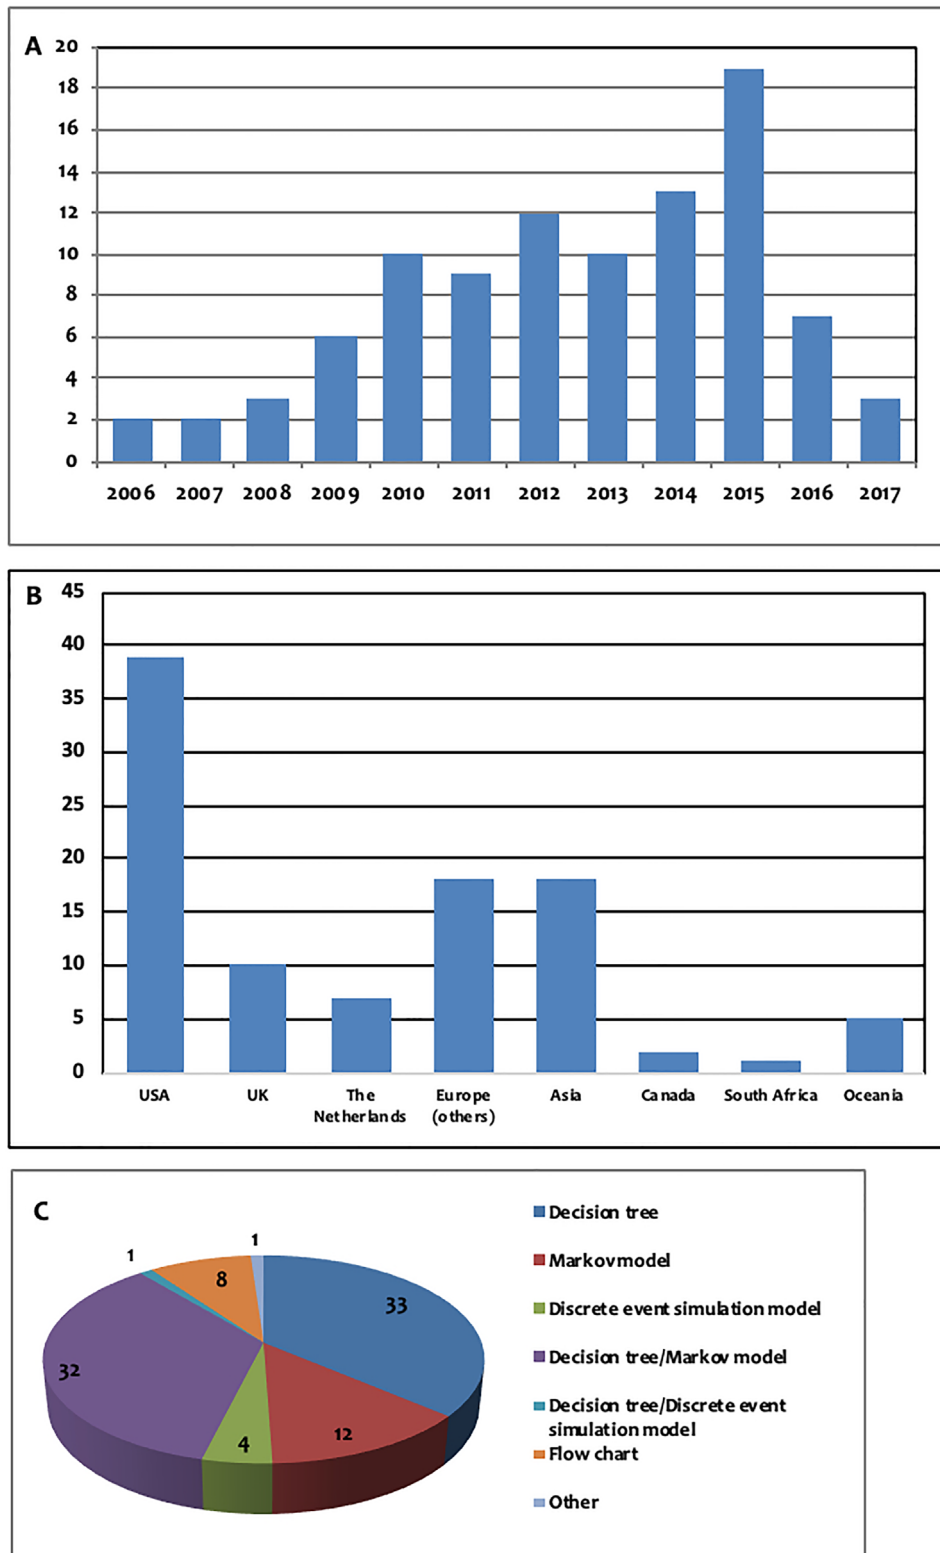 A
20
18
16
14
12
10
8
6
4
2
0
2006 2007 2008 2009 2010 2011 2012 2013 2014 2015 2016 2017
B
45
40
35
30
25
20
15
10
5
0
USA UK The Netherlands Europe (others) Asia Canada South Africa Oceania
C
1
1
8
33
32
12
4
Decision tree
Markov model
Discrete event simulation model
Decision tree/Markov model
Decision tree/Discrete event
simulation model
Flow chart
Other